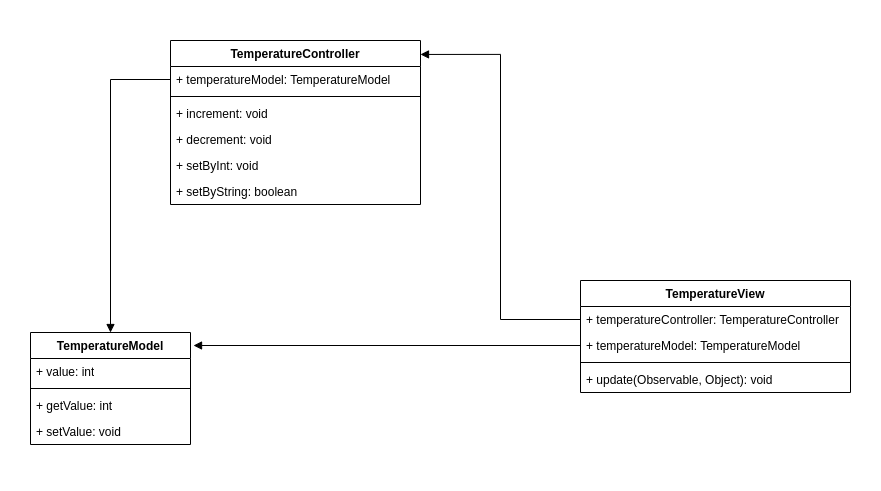 TemperatureController
+ temperatureModel: TemperatureModel
+ increment: void
+ decrement: void
+ setByInt: void
+ setByString: boolean
TemperatureView
+ temperatureController: TemperatureController
+ temperatureModel: TemperatureModel
+ update(Observable, Object): void
TemperatureModel
+ value: int
+ getValue: int
+ setValue: void